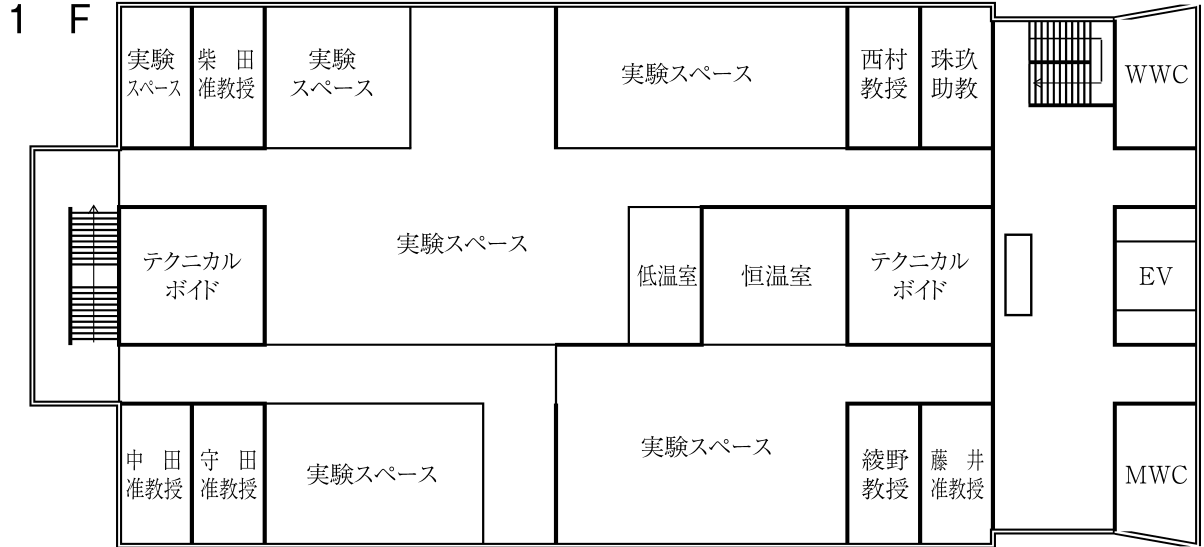 1 F
実験
スペース
柴田
准教授
実験
スペース
実験スペース
西村
教授
珠玖
助教
WWC
テクニカル
ボイド
実験スペース
低温室
恒温室
テクニカル
ボイド
EV
中田
准教授
守田
准教授
実験スペース
実験スペース
綾野
教授
藤井
准教授
MWC